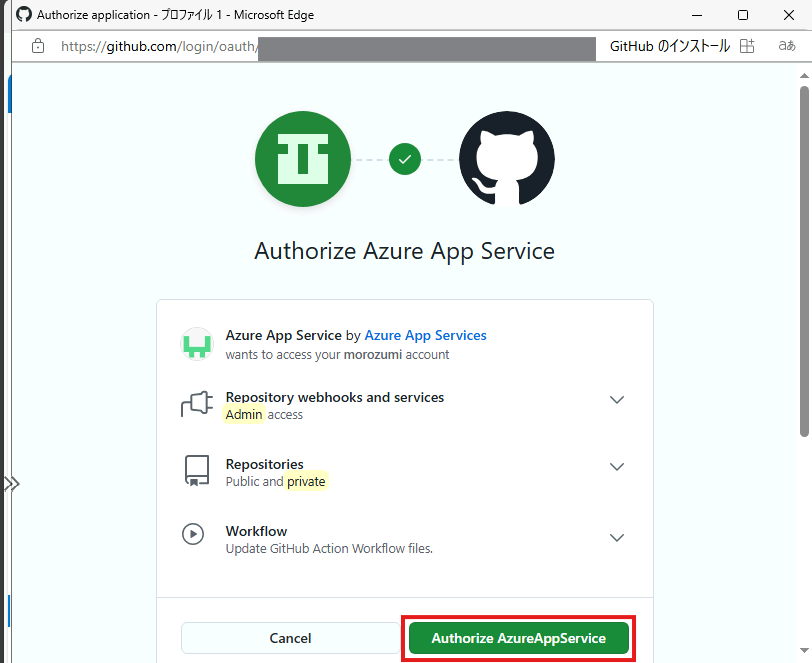 Authorize application - プロファイル 1 - Microsoft Edge
https://github.com/login/oauth/
GitHub のインストール
aあ
Authorize Azure App Service
Azure App Service by Azure App Services
wants to access your morozumi account
Repository webhooks and services
Admin access
Repositories
Public and private
Workflow
Update GitHub Action Workflow files.
Cancel
Authorize AzureAppService